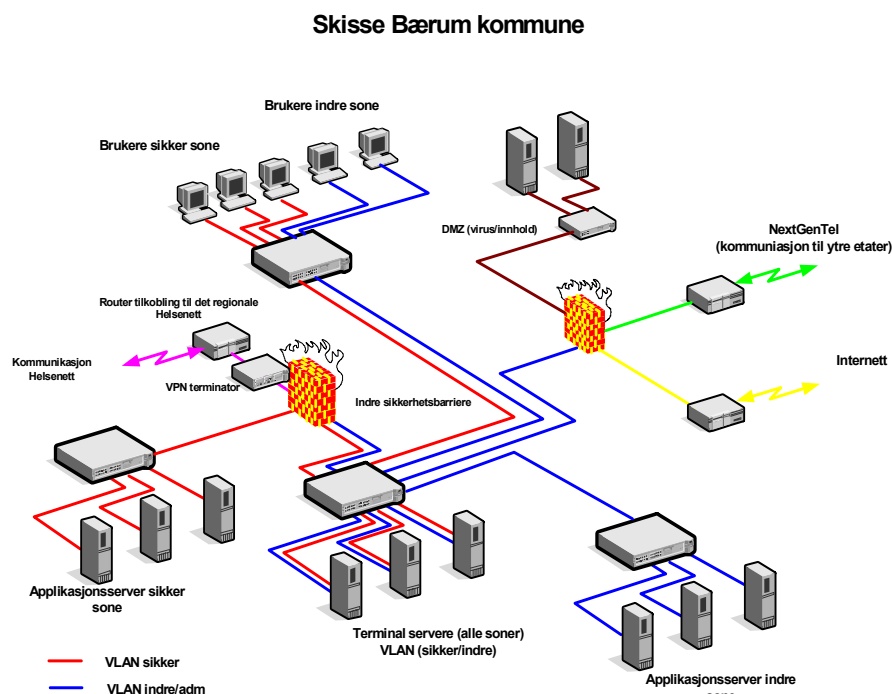 Skisse Bærum kommune
Brukere indre sone
Brukere sikker sone
DMZ (virus/innhold)
NextGenTel
(kommuniasjon til ytre etater)
Router tilkobling til det regionale
Helsenett
Kommunikasjon
Helsenett
VPN terminator
Indre sikkerhetsbarriere
Internett
Applikasjonsserver sikker
sone
Terminal servere (alle soner)
VLAN (sikker/indre)
Applikasjonsserver indre
VLAN sikker
VLAN indre/adm